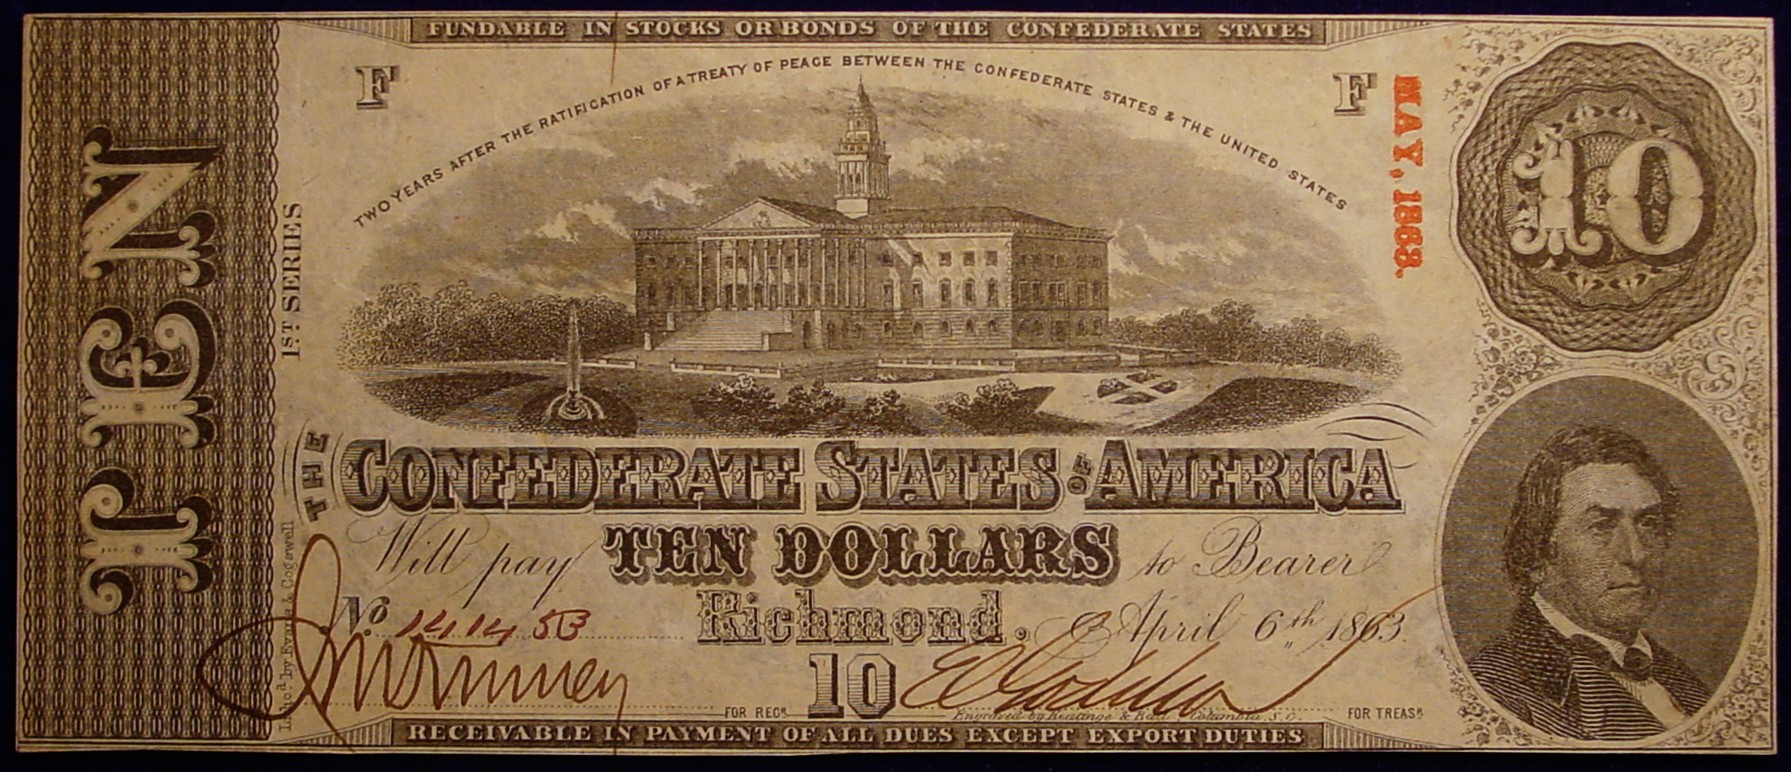 FUNDABLE IN STOCKS OR BONDS OF THE CONFEDERATE STATES
F
F
TWO YEARS AFTER THE RATIFICATION OF A TREATY OF PEACE BETWEEN THE CONFEDERATE STATES & THE UNITED STATES
MAY, 1863.
10
TEN
1ST SERIES
THE
CONFEDERATE STATES OF AMERICA
Will pay TEN DOLLARS to Bearer
No 141453 Richmond. April 6th 1863.
10
FOR REGR.
FOR TREASR.
by Evans & Cogswell
Engraved by Keatinge & Ball Columbia, S.C.
RECEIVABLE IN PAYMENT OF ALL DUES EXCEPT EXPORT DUTIES